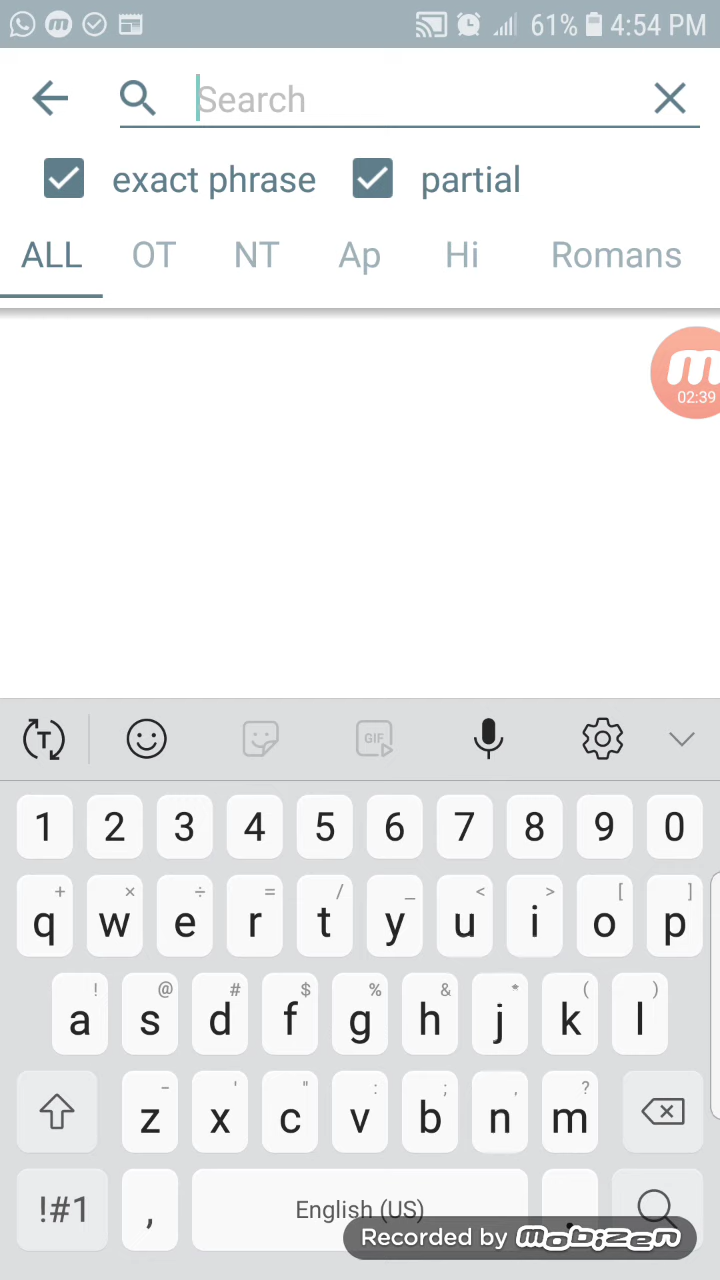 61% 4:54 PM
Search
exact phrase partial
ALL OT NT Ap Hi Romans
02:39
T GIF
1 2 3 4 5 6 7 8 9 0
+ × ÷ = / _ < > [ ]
q w e r t y u i o p
! @ # $ % & * ( )
a s d f g h j k l
- ' " : ; , ?
z x c v b n m
!#1 , English (US) .
Recorded by mobizen